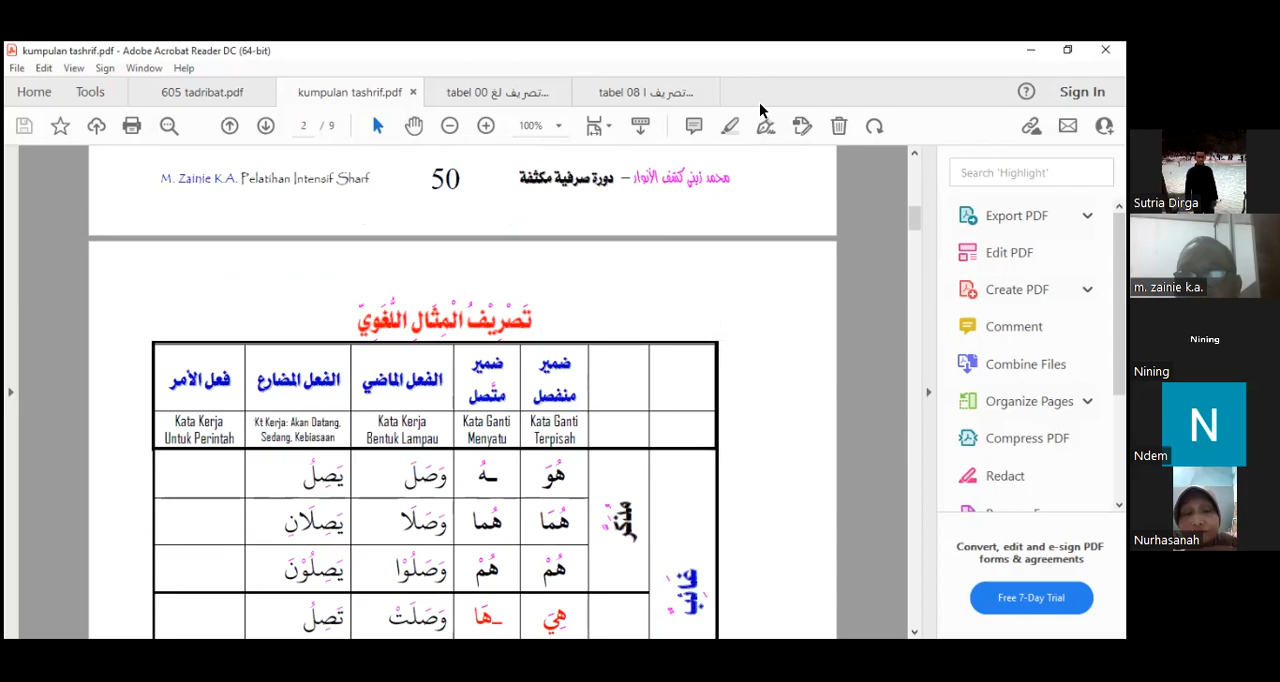 kumpulan tashrif.pdf - Adobe Acrobat Reader DC (64-bit)
File Edit View Sign Window Help
Home Tools 605 tadribat.pdf kumpulan tashrif.pdf × tabel 00 تصريف لغ... tabel 08 تصريف ا... Sign In
2 / 9 100%
M. Zainie K.A. Pelatihan Intensif Sharf 50 دورة صرفية مكثفة – محمد زيني كهف الأنوار
تَصْرِيْفُ الْمِثَالِ اللُّغَوِيّ
ضمير منفصل ضمير متَّصل الفعل الماضي الفعل المضارع فعل الأمر
Kata Ganti Terpisah Kata Ganti Menyatu Kata Kerja Bentuk Lampau Kt Kerja: Akan Datang, Sedang, Kebiasaan Kata Kerja Untuk Perintah
هُوَ ـهُ وَصَلَ يَصِلُ
مُذَكَّرٌ
هُمَا هُما وَصَلَا يَصِلَانِ
هُمْ هُمْ وَصَلُوْا يَصِلُوْنَ
غَائِبٌ
هِيَ ـهَا وَصَلَتْ تَصِلُ
Search 'Highlight'
Export PDF
Edit PDF
Create PDF
Comment
Combine Files
Organize Pages
Compress PDF
Redact
Convert, edit and e-sign PDF
forms & agreements
Free 7-Day Trial
Sutria Dirga
m. zainie k.a.
Nining
Nining
N
Ndem
Nurhasanah